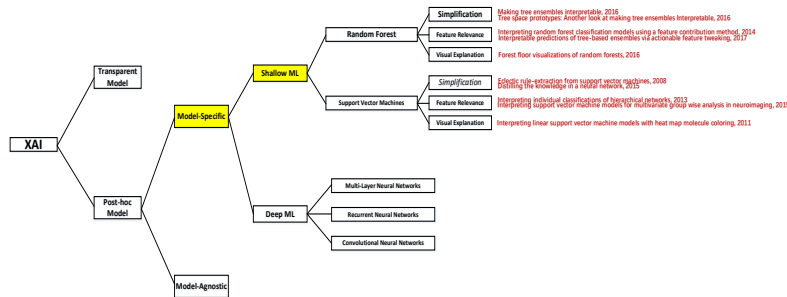 XAI
Transparent
Model
Post-hoc
Model
Model-Specific
Model-Agnostic
Shallow ML
Deep ML
Random Forest
Support Vector Machines
Multi-Layer Neural Networks
Recurrent Neural Networks
Convolutional Neural Networks
Simplification
Making tree ensembles interpretable, 2016
Tree space prototypes: Another look at making tree ensembles Interpretable, 2016
Feature Relevance
Interpreting random forest classification models using a feature contribution method, 2014
Interpretable predictions of tree-based ensembles via actionable feature tweaking, 2017
Visual Explanation
Forest floor visualizations of random forests, 2016
Simplification
Eclectic rule-extraction from support vector machines, 2008
Distilling the knowledge in a neural network, 2015
Feature Relevance
Interpreting individual classifications of hierarchical networks, 2013
Interpreting support vector machine models for multivariate group wise analysis in neuroimaging, 2015
Visual Explanation
Interpreting linear support vector machine models with heat map molecule coloring, 2011